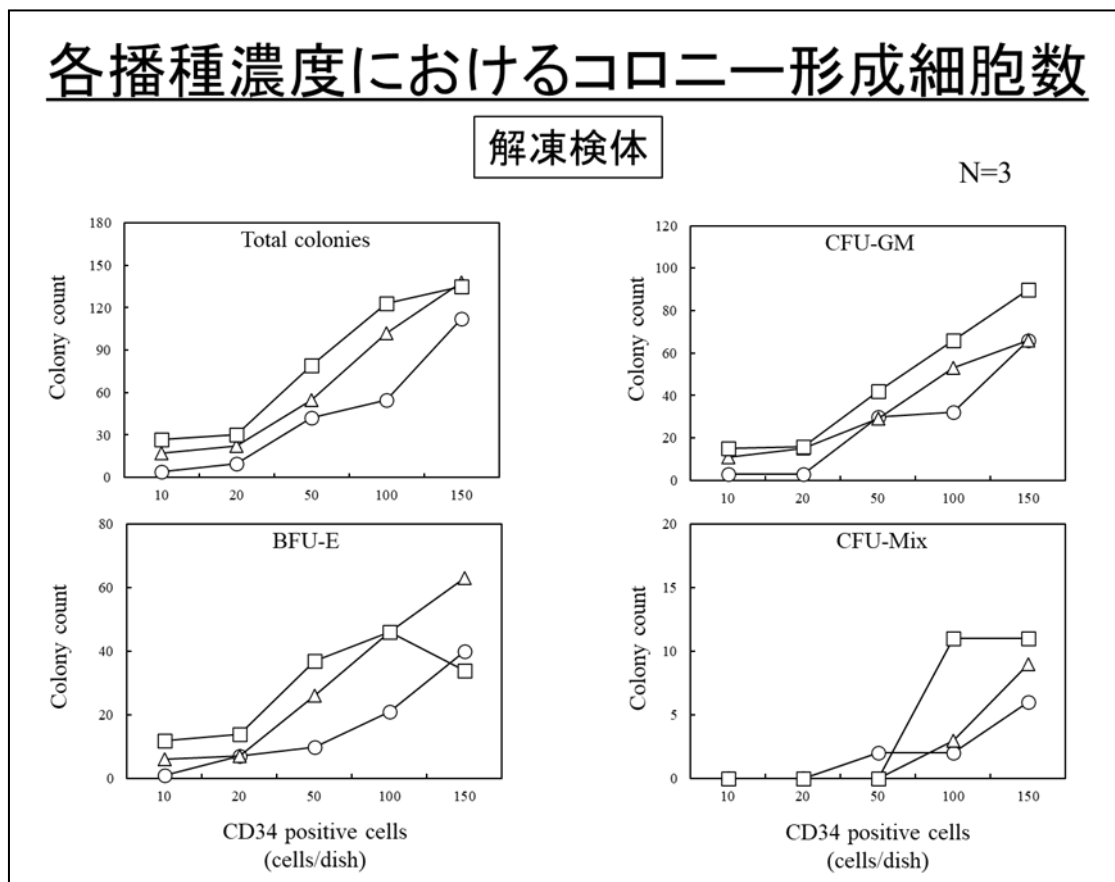 各播種濃度におけるコロニー形成細胞数
解凍検体
N=3
Total colonies
Colony count
180
150
120
90
60
30
0
10 20 50 100 150
CFU-GM
Colony count
120
100
80
60
40
20
0
10 20 50 100 150
BFU-E
Colony count
80
60
40
20
0
10 20 50 100 150
CD34 positive cells
(cells/dish)
CFU-Mix
Colony count
20
15
10
5
0
10 20 50 100 150
CD34 positive cells
(cells/dish)